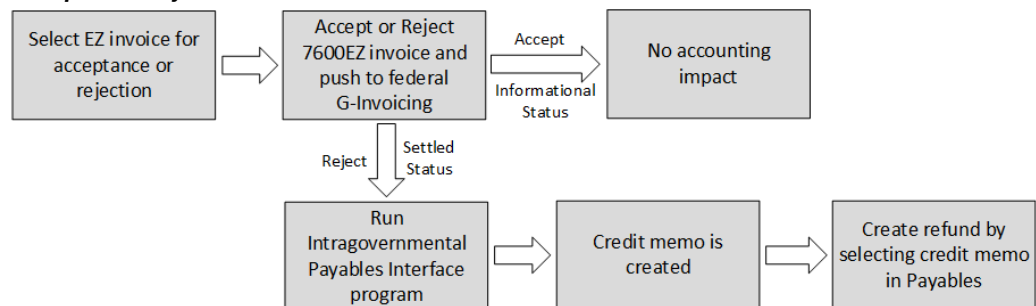 Select EZ invoice for
acceptance or
rejection
Accept or Reject
7600EZ invoice and
push to federal
G-Invoicing
Accept
Informational
Status
No accounting
impact
Reject
Settled
Status
Run
Intragovernmental
Payables Interface
program
Credit memo is
created
Create refund by
selecting credit memo
in Payables